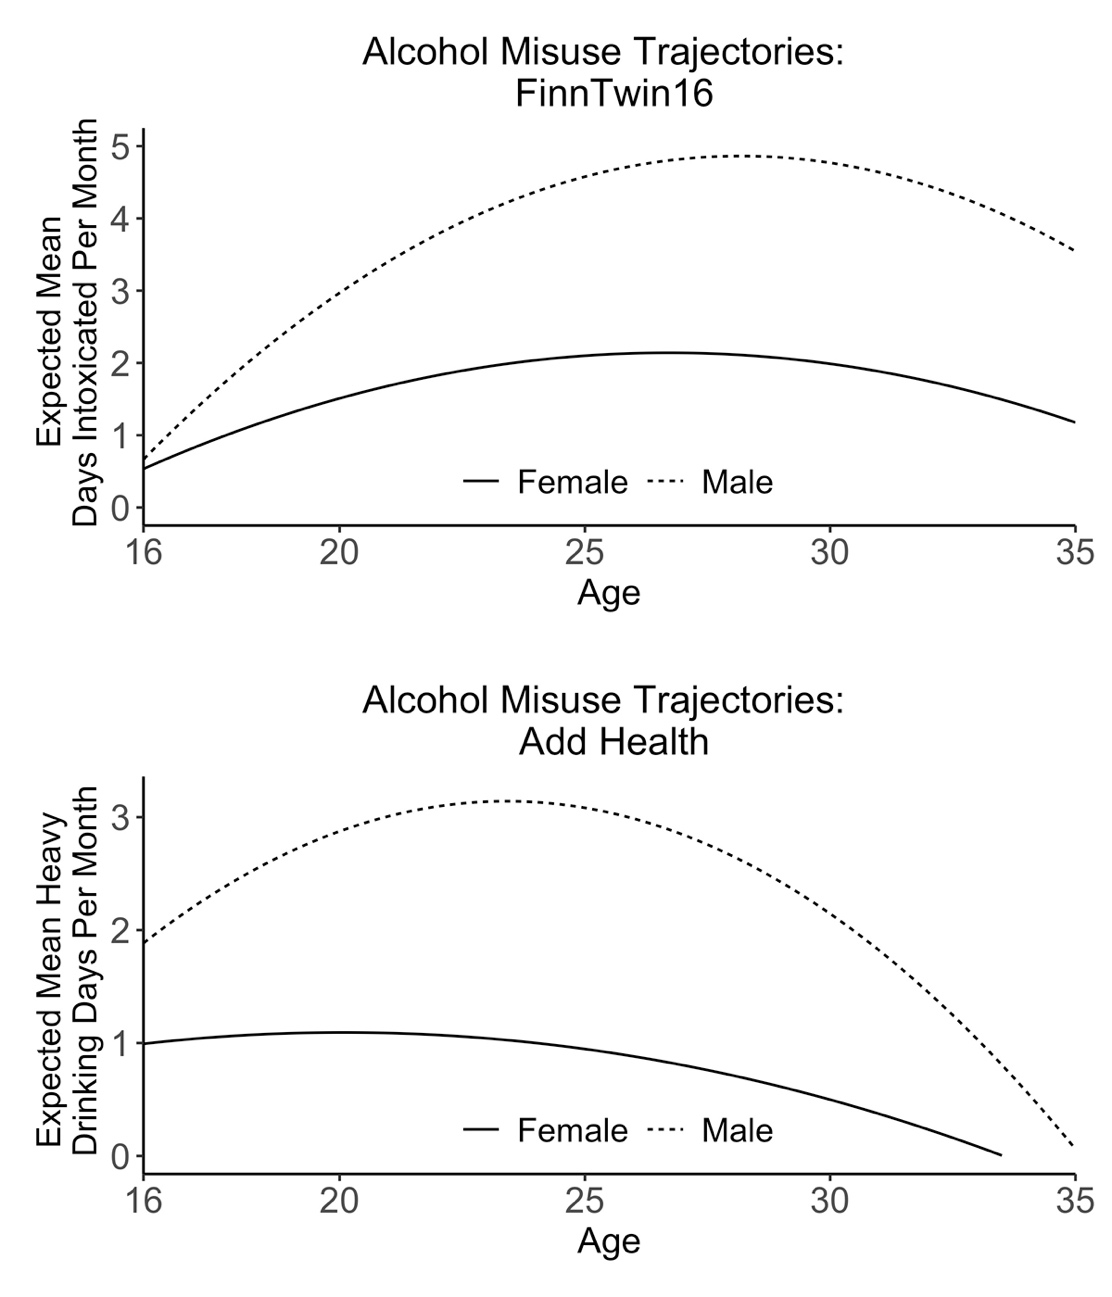 Alcohol Misuse Trajectories:
FinnTwin16
Expected Mean
Days Intoxicated Per Month
5
4
3
2
1
0
Female Male
16 20 25 30 35
Age
Alcohol Misuse Trajectories:
Add Health
Expected Mean Heavy
Drinking Days Per Month
3
2
1
0
Female Male
16 20 25 30 35
Age